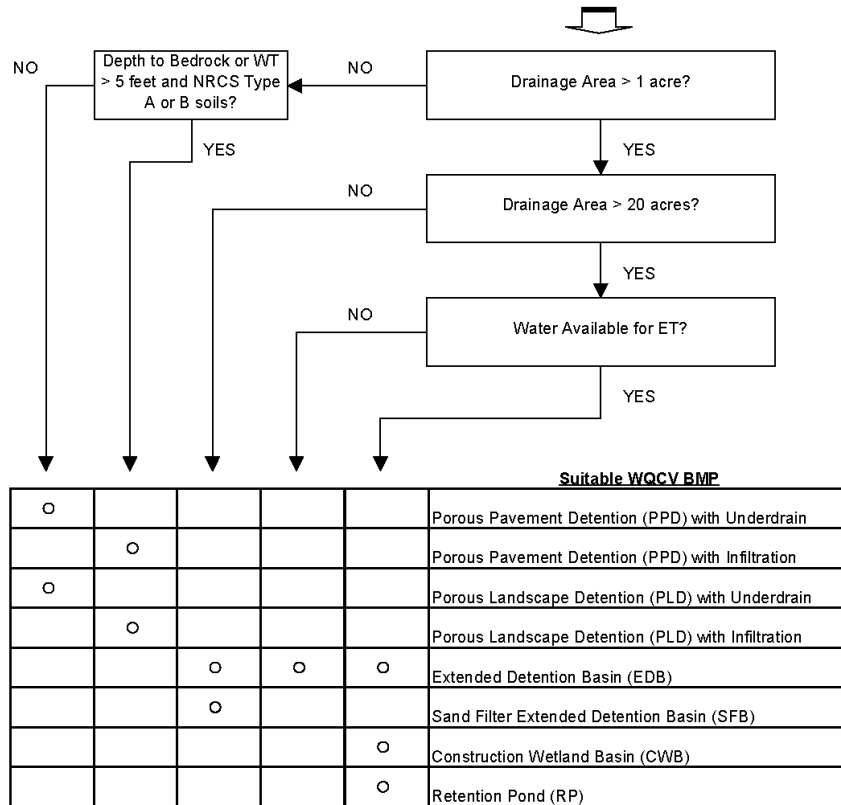 NO
Depth to Bedrock or WT
> 5 feet and NRCS Type
A or B soils?
NO
Drainage Area > 1 acre?
YES
YES
NO
Drainage Area > 20 acres?
YES
NO
Water Available for ET?
YES
Suitable WQCV BMP
Porous Pavement Detention (PPD) with Underdrain
Porous Pavement Detention (PPD) with Infiltration
Porous Landscape Detention (PLD) with Underdrain
Porous Landscape Detention (PLD) with Infiltration
Extended Detention Basin (EDB)
Sand Filter Extended Detention Basin (SFB)
Construction Wetland Basin (CWB)
Retention Pond (RP)